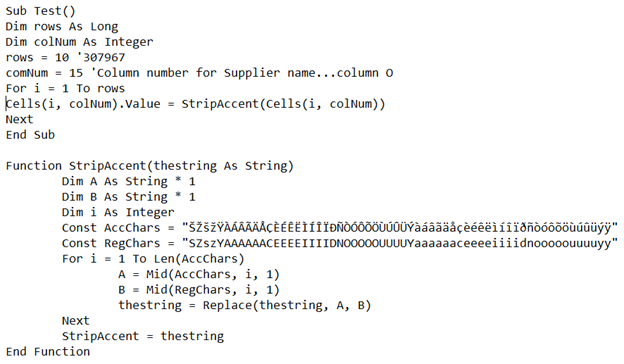 Sub Test()
Dim rows As Long
Dim colNum As Integer
rows = 10 '307967
comNum = 15 'Column number for Supplier name...column O
For i = 1 To rows
Cells(i, colNum).Value = StripAccent(Cells(i, colNum))
Next
End Sub

Function StripAccent(thestring As String)
Dim A As String * 1
Dim B As String * 1
Dim i As Integer
Const AccChars = "ŠŽšžŸÀÁÂÃÄÅÇÈÉÊËÌÍÎÏÐÑÒÓÔÕÖÙÚÛÜÝàáâãäåçèéêëìíîïðñòóôõöùúûüýÿ"
Const RegChars = "SZszYAAAAAACEEEEIIIIDNOOOOOUUUUYaaaaaaceeeeiiiidnooooouuuuyy"
For i = 1 To Len(AccChars)
A = Mid(AccChars, i, 1)
B = Mid(RegChars, i, 1)
thestring = Replace(thestring, A, B)
Next
StripAccent = thestring
End Function